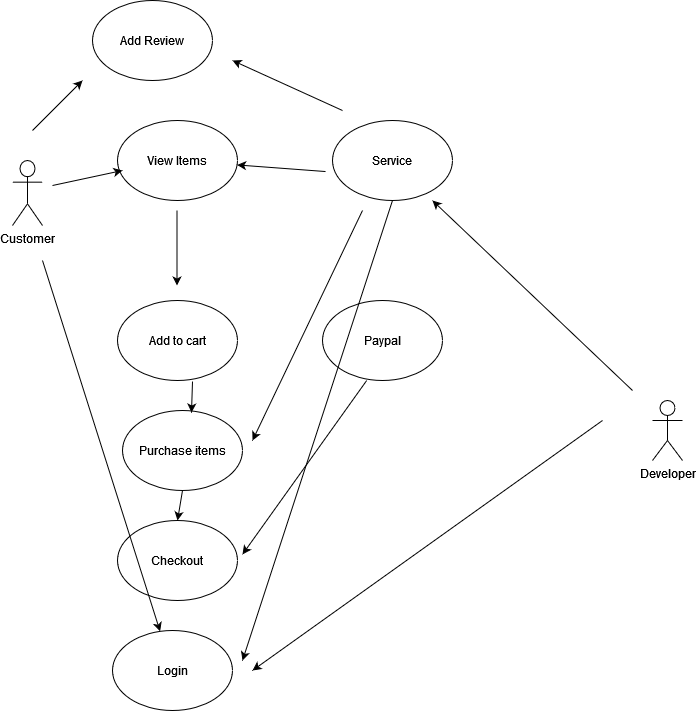 Add Review
View Items
Service
Customer
Add to cart
Paypal
Purchase items
Developer
Checkout
Login